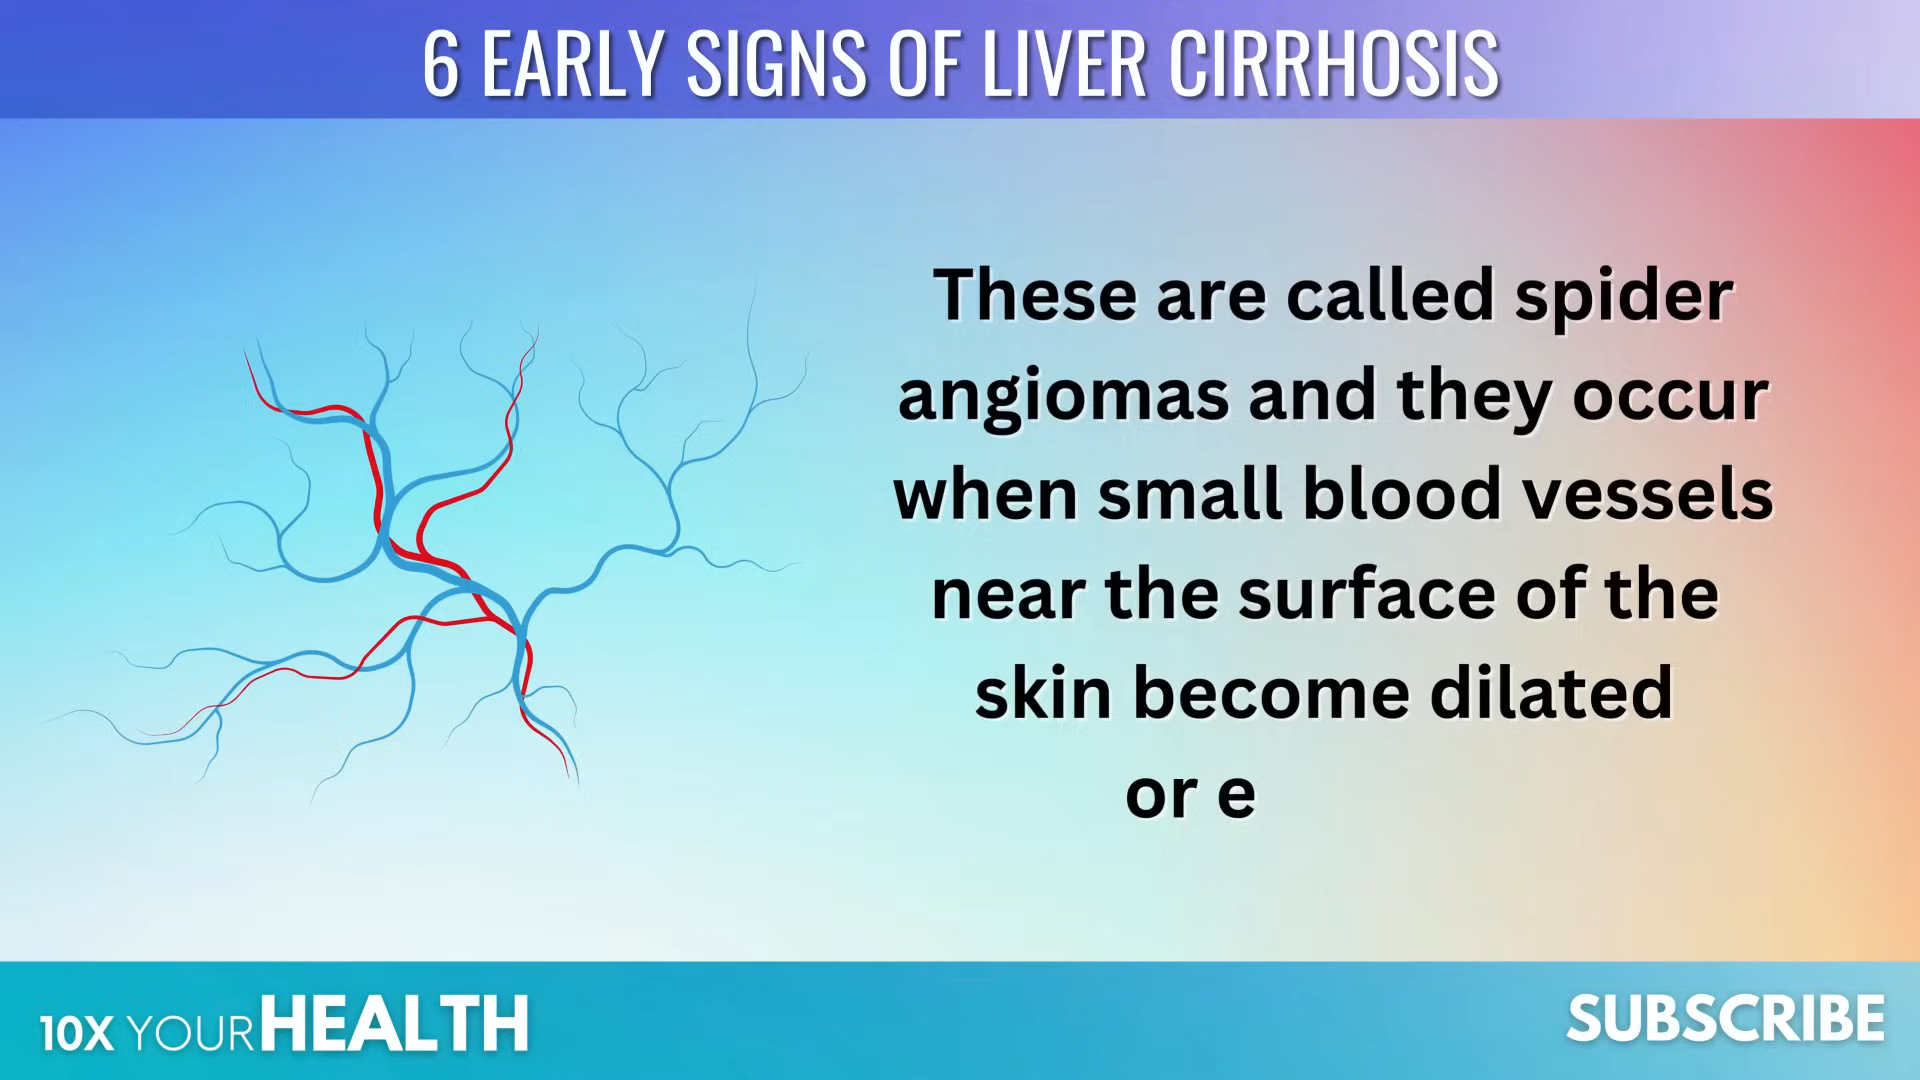 6 EARLY SIGNS OF LIVER CIRRHOSIS
These are called spider
angiomas and they occur
when small blood vessels
near the surface of the
skin become dilated
or e
10X YOUR HEALTH
SUBSCRIBE